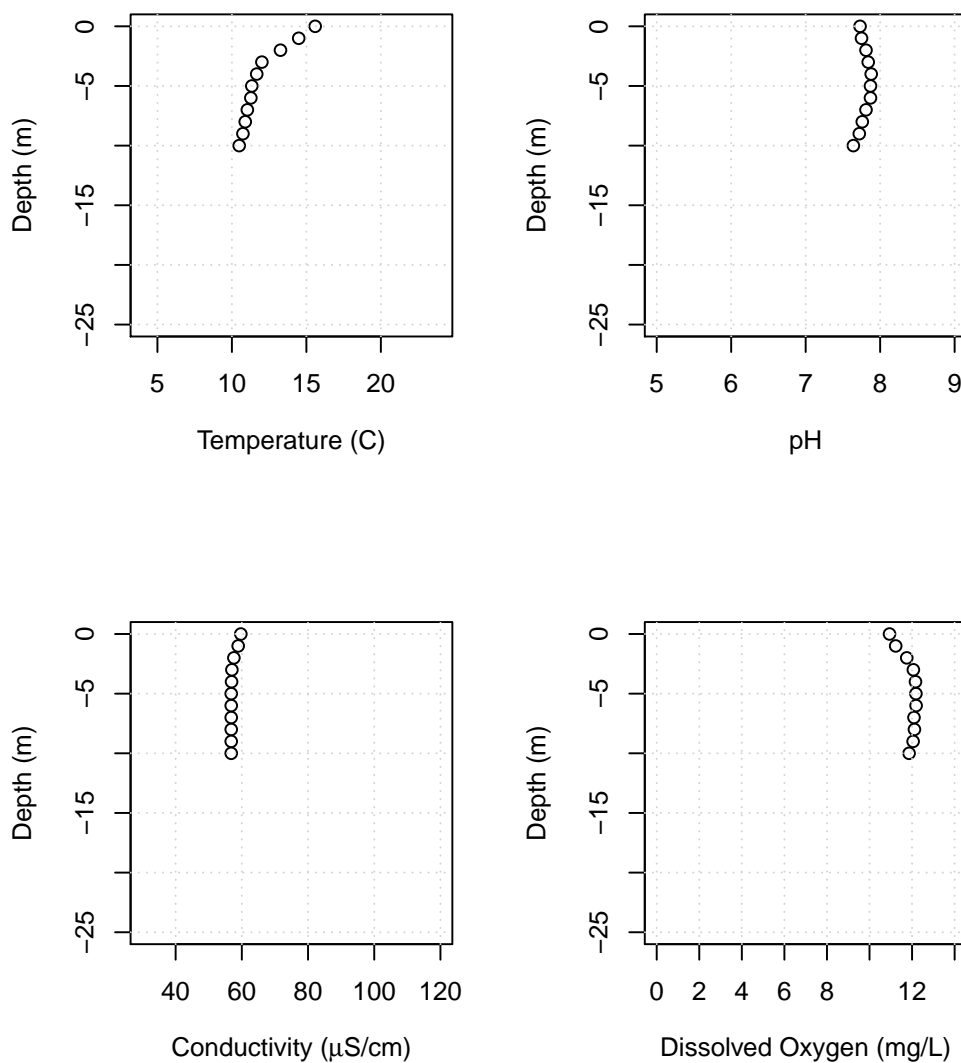 0
−5
−15
−25
Depth (m)
5 10 15 20
Temperature (C)
0
−5
−15
−25
Depth (m)
5 6 7 8 9
pH
0
−5
−15
−25
Depth (m)
40 60 80 100 120
Conductivity (μS/cm)
0
−5
−15
−25
Depth (m)
0 2 4 6 8 12
Dissolved Oxygen (mg/L)